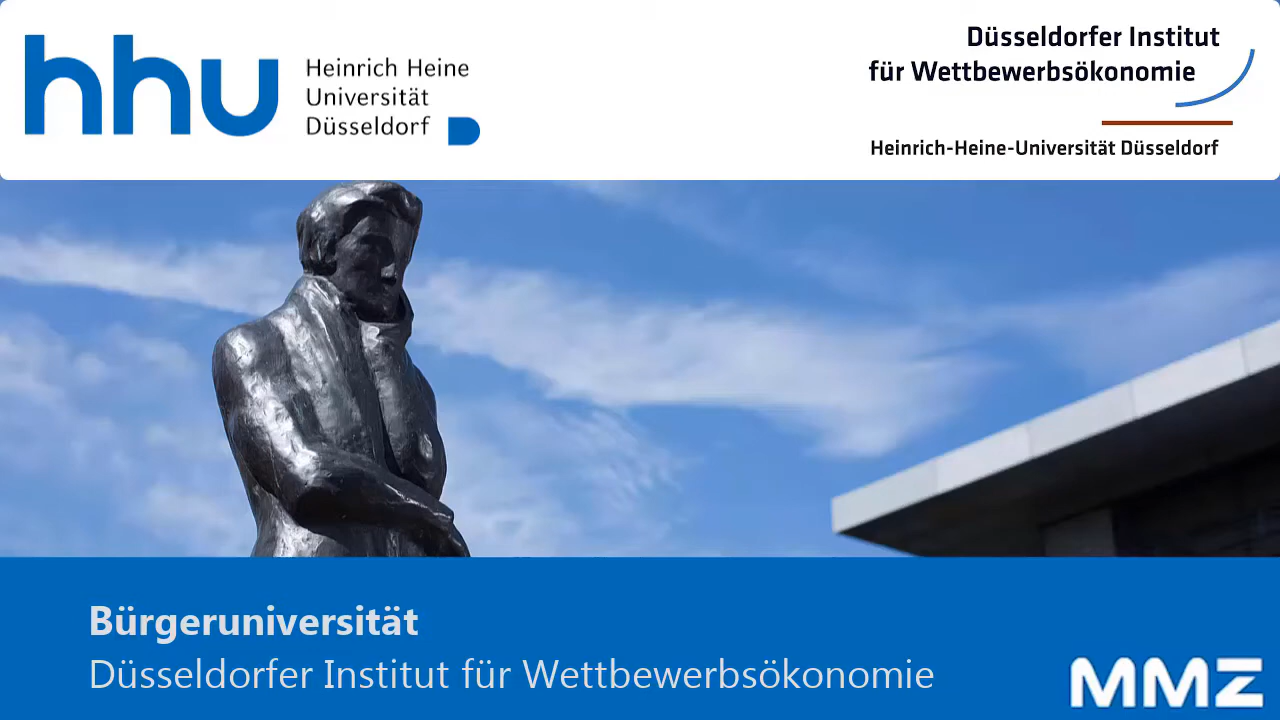 hhu
Heinrich Heine
Universität
Düsseldorf
Düsseldorfer Institut
für Wettbewerbsökonomie
Heinrich-Heine-Universität Düsseldorf
Bürgeruniversität
Düsseldorfer Institut für Wettbewerbsökonomie
MMZ